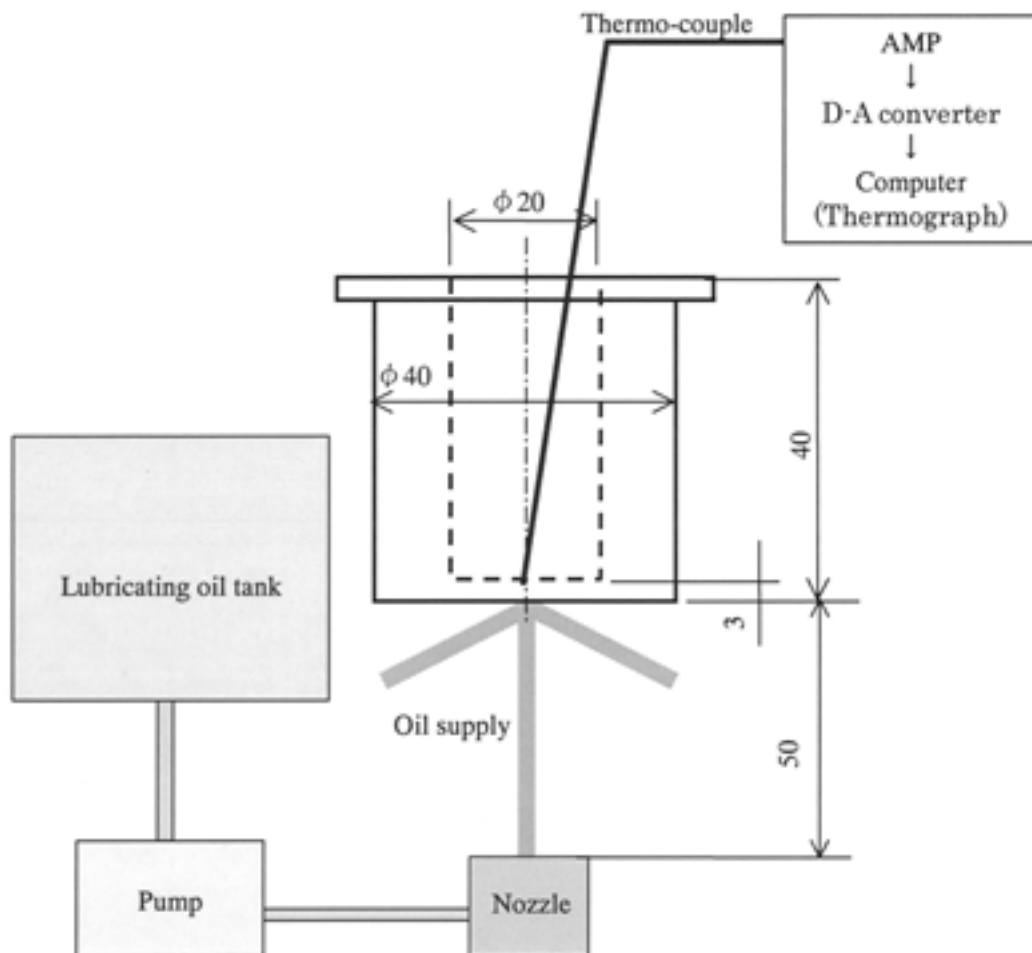 Thermo-couple
AMP
↓
D-A converter
↓
Computer
(Thermograph)
ϕ 20
ϕ 40
40
Lubricating oil tank
3
Oil supply
50
Pump
Nozzle